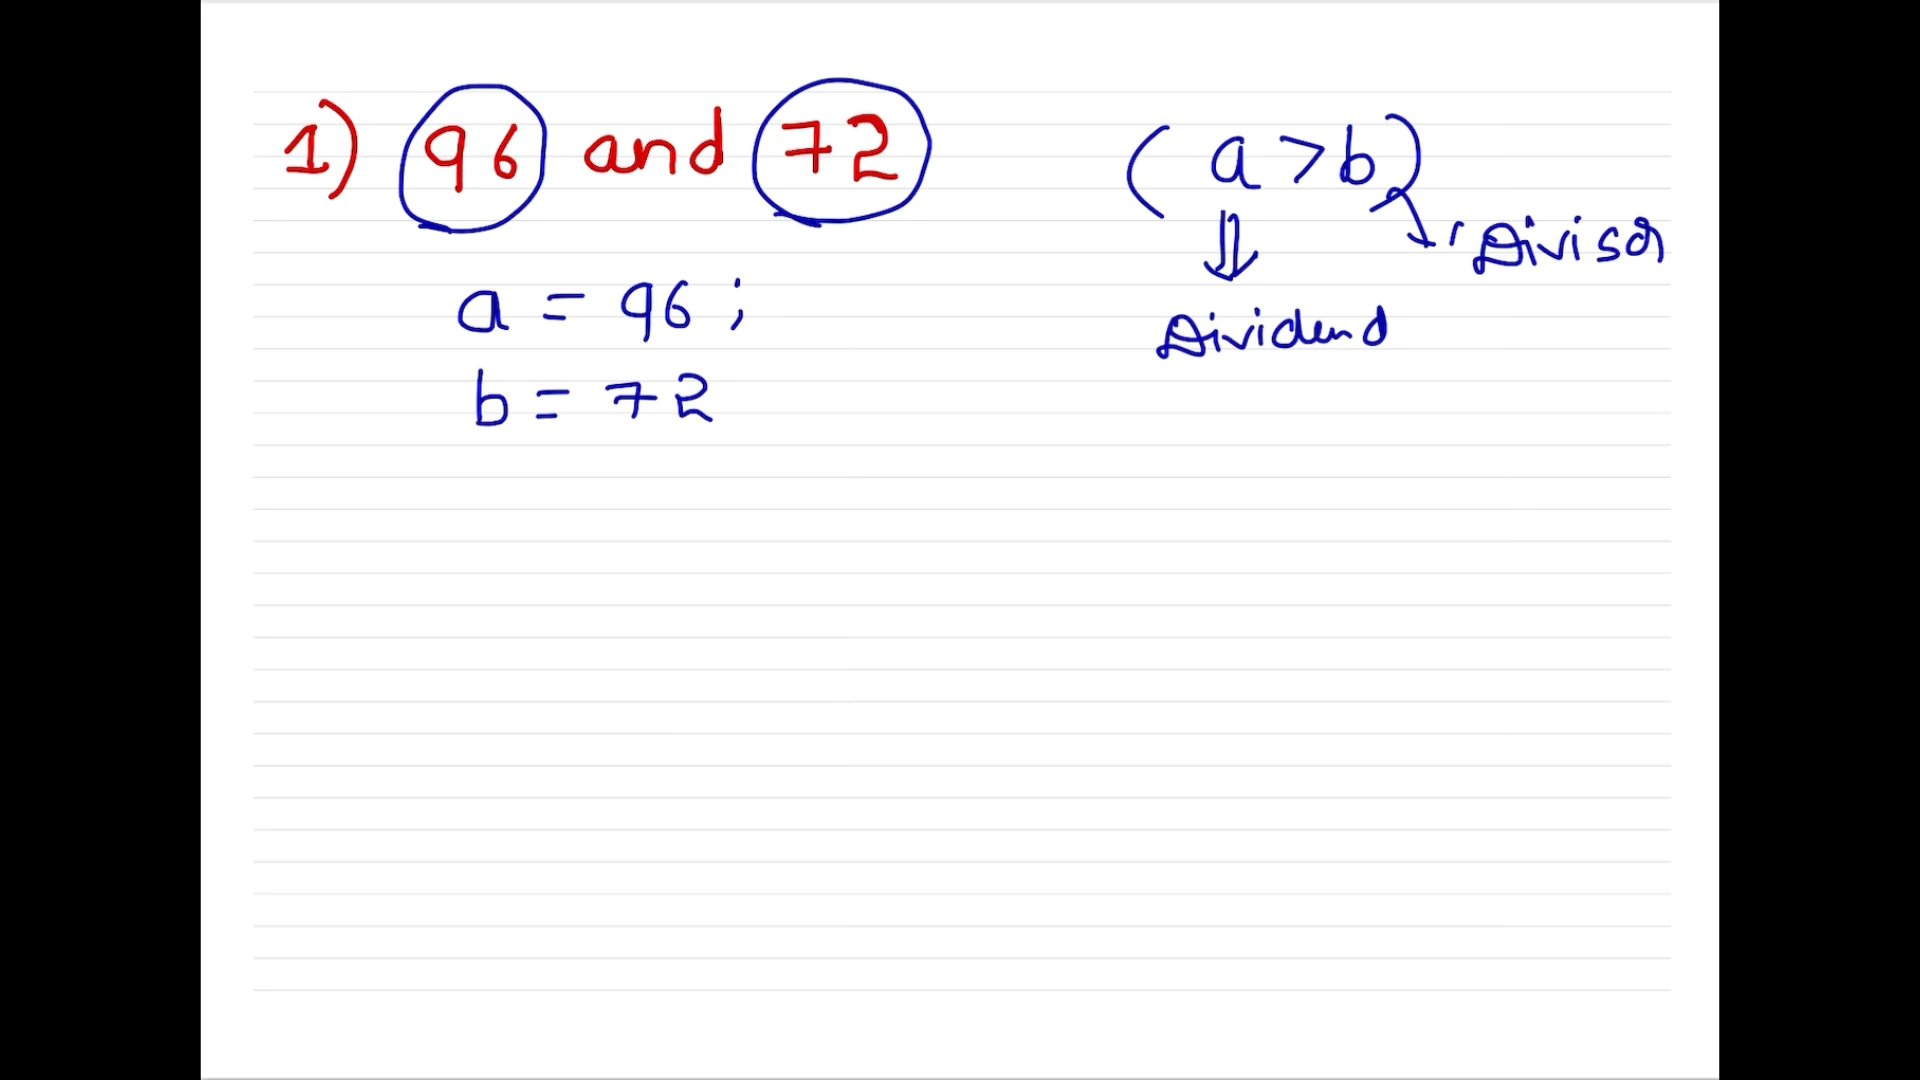 1) 96 and 72
(a>b)
Divisor
a = 96 ;
Dividend
b = 72